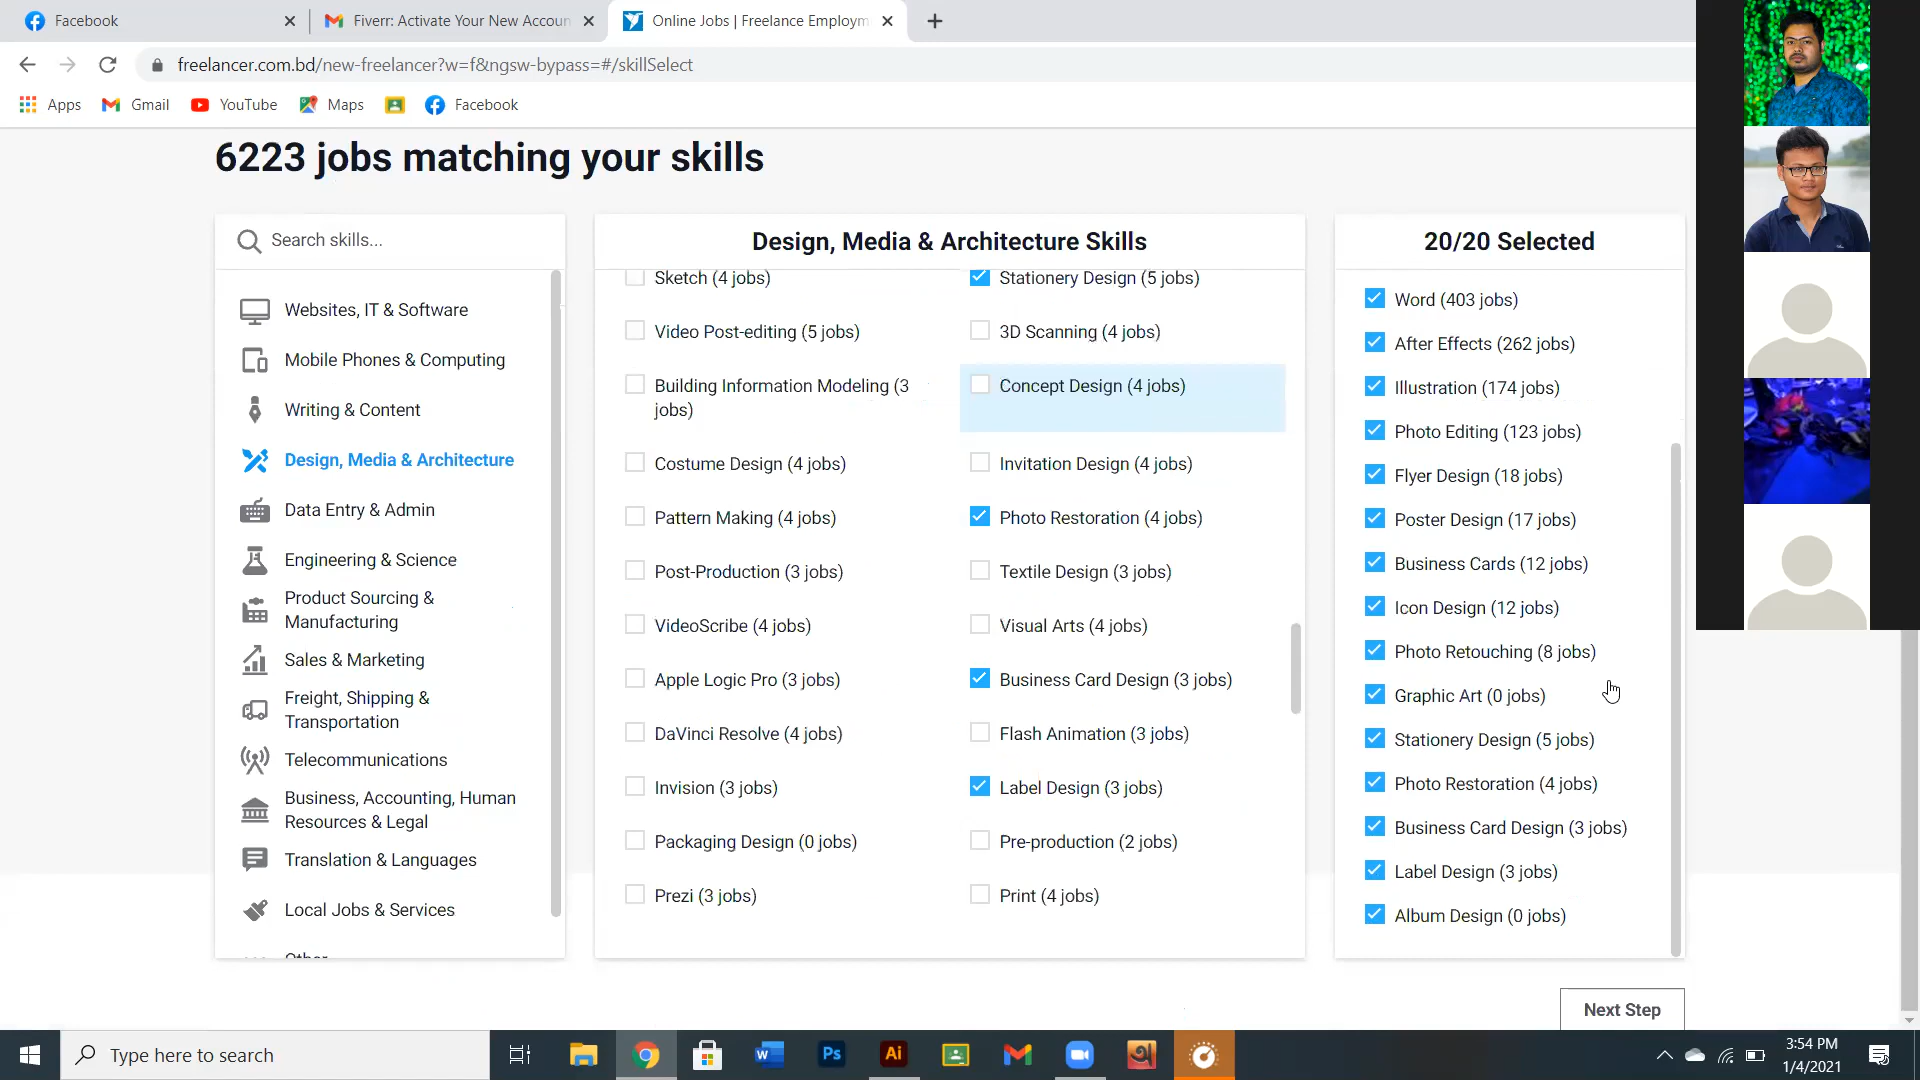 Facebook
Fiverr: Activate Your New Accoun
Online Jobs | Freelance Employm
freelancer.com.bd/new-freelancer?w=f&ngsw-bypass=#/skillSelect
Apps
Gmail
YouTube
Maps
Facebook
6223 jobs matching your skills
Search skills...
Websites, IT & Software
Mobile Phones & Computing
Writing & Content
Design, Media & Architecture
Data Entry & Admin
Engineering & Science
Product Sourcing &
Manufacturing
Sales & Marketing
Freight, Shipping &
Transportation
Telecommunications
Business, Accounting, Human
Resources & Legal
Translation & Languages
Local Jobs & Services
Other
Design, Media & Architecture Skills
Sketch (4 jobs)
Stationery Design (5 jobs)
Video Post-editing (5 jobs)
3D Scanning (4 jobs)
Building Information Modeling (3
jobs)
Concept Design (4 jobs)
Costume Design (4 jobs)
Invitation Design (4 jobs)
Pattern Making (4 jobs)
Photo Restoration (4 jobs)
Post-Production (3 jobs)
Textile Design (3 jobs)
VideoScribe (4 jobs)
Visual Arts (4 jobs)
Apple Logic Pro (3 jobs)
Business Card Design (3 jobs)
DaVinci Resolve (4 jobs)
Flash Animation (3 jobs)
Invision (3 jobs)
Label Design (3 jobs)
Packaging Design (0 jobs)
Pre-production (2 jobs)
Prezi (3 jobs)
Print (4 jobs)
20/20 Selected
Word (403 jobs)
After Effects (262 jobs)
Illustration (174 jobs)
Photo Editing (123 jobs)
Flyer Design (18 jobs)
Poster Design (17 jobs)
Business Cards (12 jobs)
Icon Design (12 jobs)
Photo Retouching (8 jobs)
Graphic Art (0 jobs)
Stationery Design (5 jobs)
Photo Restoration (4 jobs)
Business Card Design (3 jobs)
Label Design (3 jobs)
Album Design (0 jobs)
Next Step
Type here to search
W
Ps
Ai
অ
3:54 PM
1/4/2021